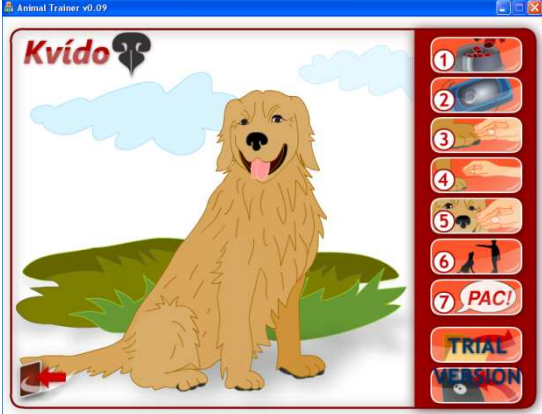 Animal Trainer v0.09
Kvído
1
2
3
4
5
6
7 PAC!
TRIAL
VERSION